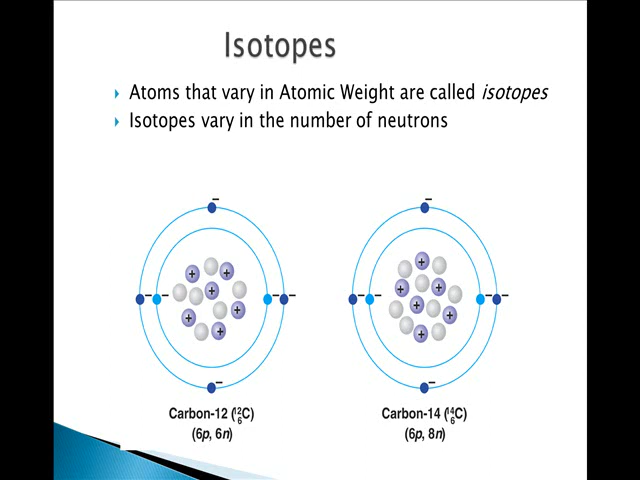 Isotopes
Atoms that vary in Atomic Weight are called isotopes
Isotopes vary in the number of neutrons
Carbon-12 (¹²₆C)
(6p, 6n)
Carbon-14 (¹⁴₆C)
(6p, 8n)